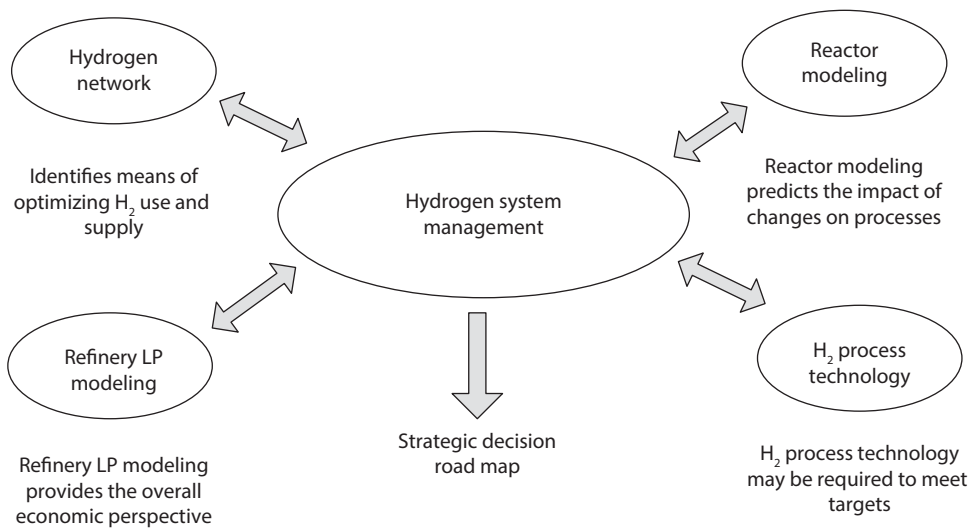 Hydrogen
network
Reactor
modeling
Identifies means of
optimizing H₂ use and
supply
Hydrogen system
management
Reactor modeling
predicts the impact of
changes on processes
Refinery LP
modeling
H₂ process
technology
Strategic decision
road map
Refinery LP modeling
provides the overall
economic perspective
H₂ process technology
may be required to meet
targets